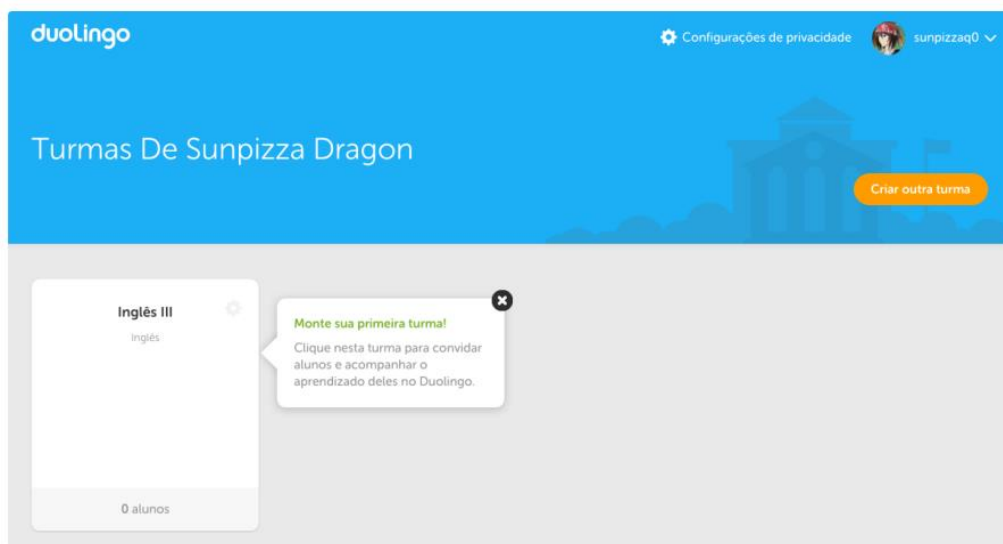 duolingo
Configurações de privacidade
sunpizzaq0
Turmas De Sunpizza Dragon
Criar outra turma
Inglês III
Inglés
Monte sua primeira turma!
Clique nesta turma para convidar
alunos e acompanhar o
aprendizado deles no Duolingo.
0 alunos